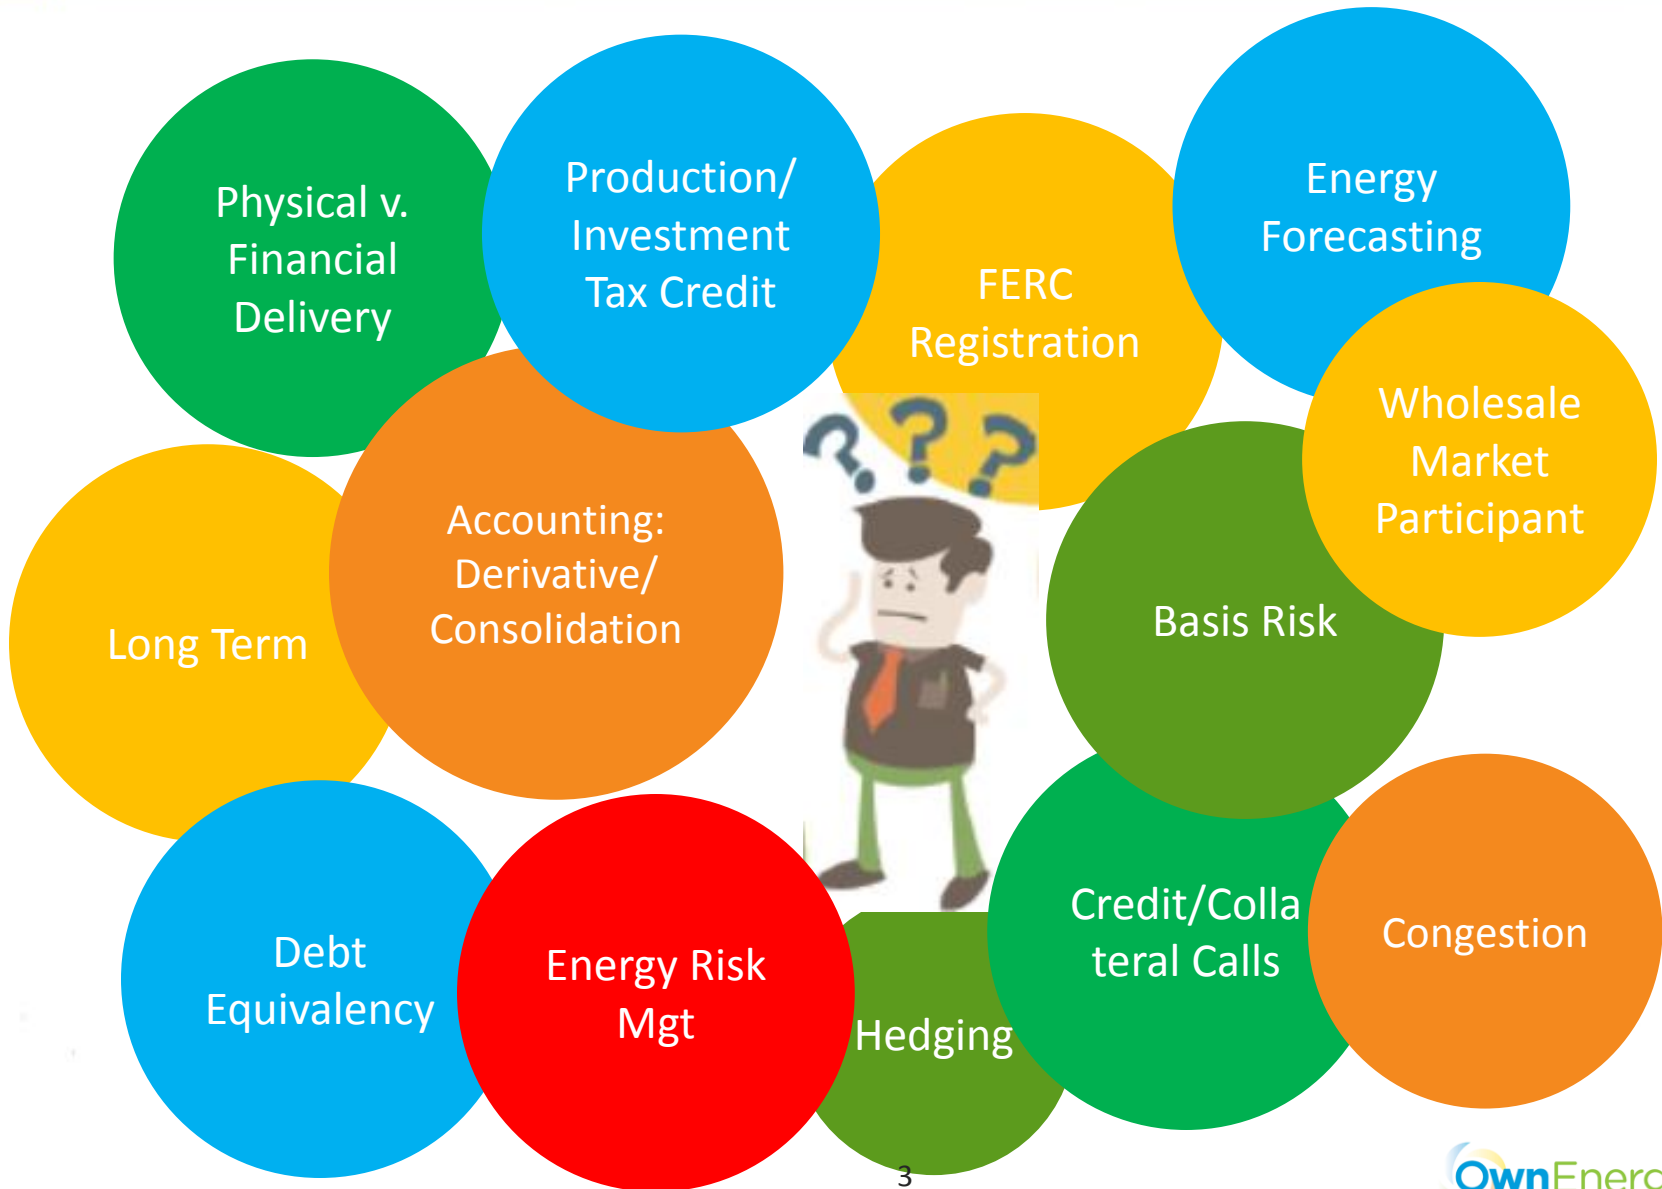 Physical v.
Financial
Delivery
Production/
Investment
Tax Credit
FERC
Registration
Energy
Forecasting
Wholesale
Market
Participant
Accounting:
Derivative/
Consolidation
Long Term
Basis Risk
Debt
Equivalency
Energy Risk
Mgt
Hedging
Credit/Colla
teral Calls
Congestion
? ? ?
3
OwnEnerg